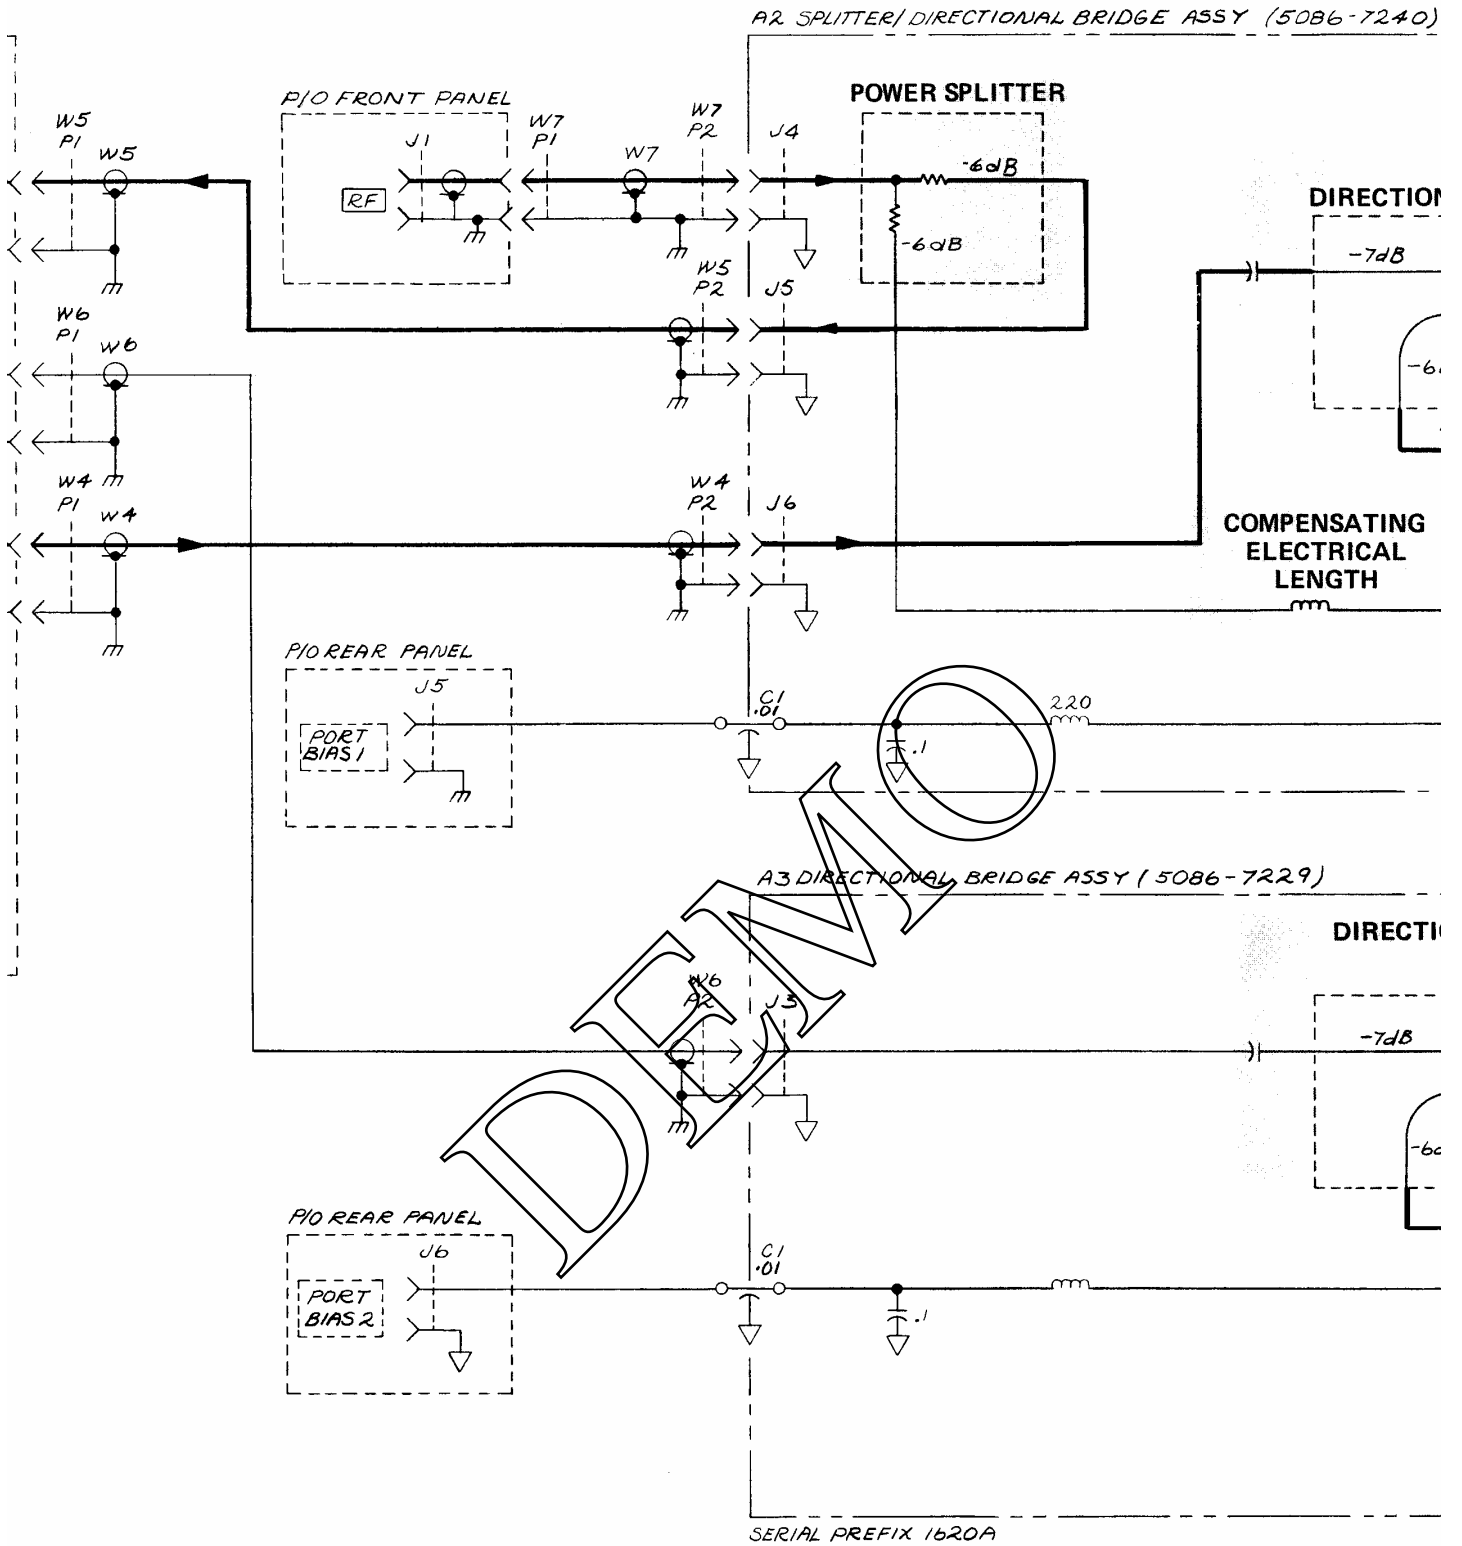 A2 SPLITTER/DIRECTIONAL BRIDGE ASSY (5086-7240)
P/O FRONT PANEL
POWER SPLITTER
W5
P1
W5
J1
W7
P1
W7
W7
P2
J4
-6dB
RF
-6dB
DIRECTION
-7dB
W5
P2
J5
W6
P1
W6
-6
W4
P1
W4
W4
P2
J6
COMPENSATING
ELECTRICAL
LENGTH
P/O REAR PANEL
J5
PORT
BIAS 1
C1
.01
220
.1
DEMO
A3 DIRECTIONAL BRIDGE ASSY (5086-7229)
DIRECTI
W6
P2
J3
-7dB
-6
P/O REAR PANEL
J6
PORT
BIAS 2
C1
.01
.1
SERIAL PREFIX 1620A